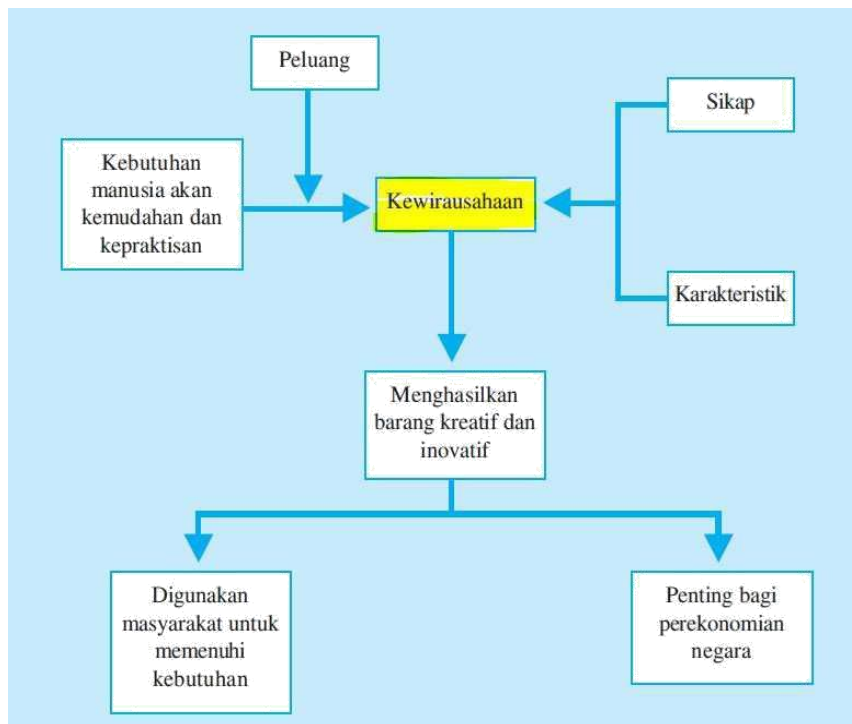 Peluang
Sikap
Kebutuhan
manusia akan
kemudahan dan
kepraktisan
Kewirausahaan
Karakteristik
Menghasilkan
barang kreatif dan
inovatif
Digunakan
masyarakat untuk
memenuhi
kebutuhan
Penting bagi
perekonomian
negara